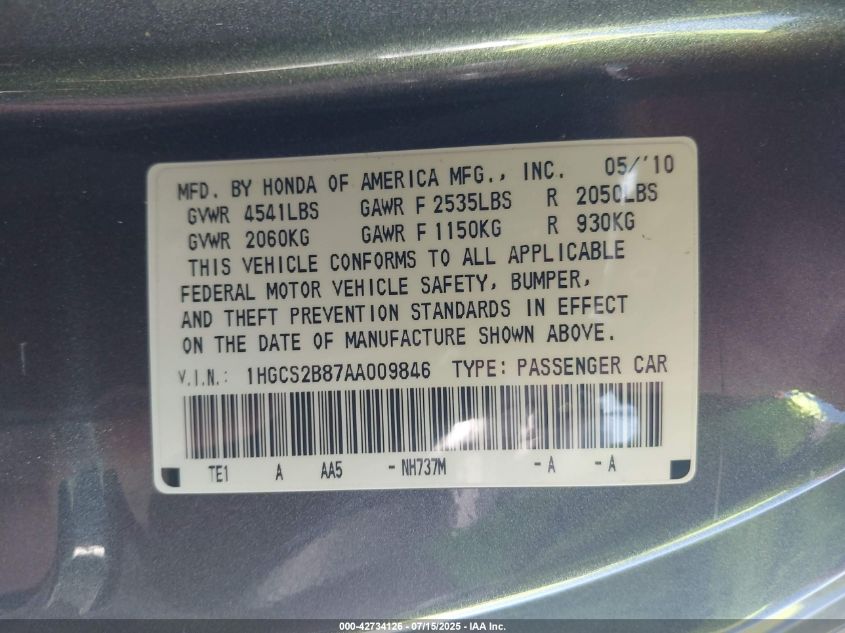 MFD. BY HONDA OF AMERICA MFG., INC. 05/'10
GVWR 4541LBS GAWR F 2535LBS R 2050LBS
GVWR 2060KG GAWR F 1150KG R 930KG
THIS VEHICLE CONFORMS TO ALL APPLICABLE
FEDERAL MOTOR VEHICLE SAFETY, BUMPER,
AND THEFT PREVENTION STANDARDS IN EFFECT
ON THE DATE OF MANUFACTURE SHOWN ABOVE.
V.I.N.: 1HGCS2B87AA009846 TYPE: PASSENGER CAR
TE1 A AA5 - NH737M - A - A
000-42734126 - 07/15/2025 - IAA Inc.